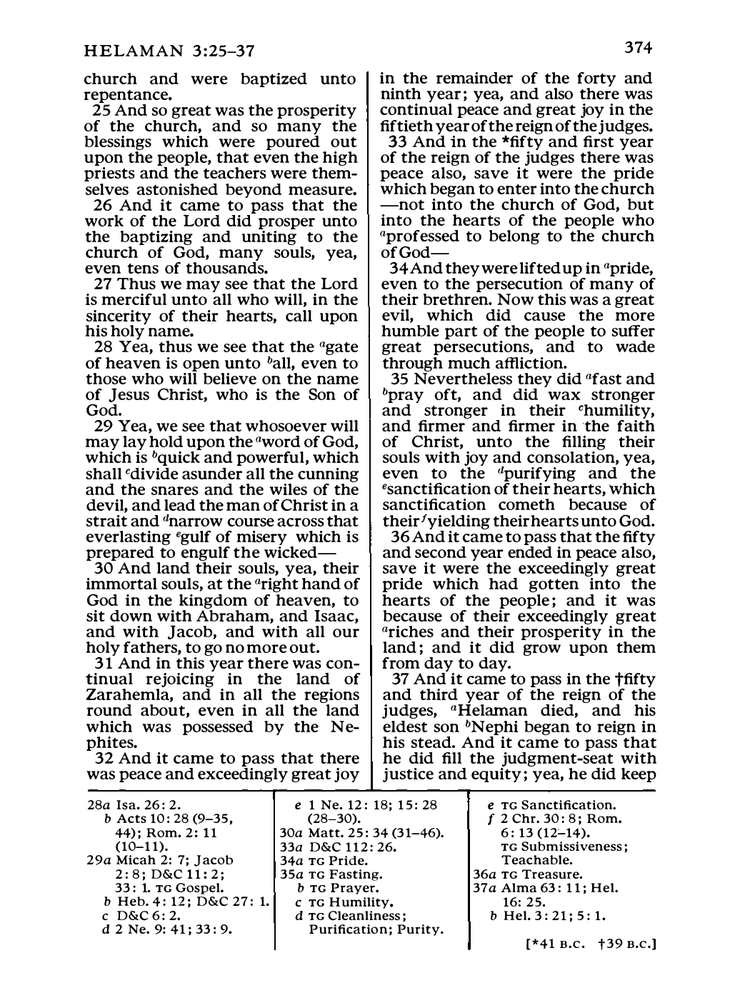 HELAMAN 3:25–37
374
church and were baptized unto
repentance.
25 And so great was the prosperity
of the church, and so many the
blessings which were poured out
upon the people, that even the high
priests and the teachers were them-
selves astonished beyond measure.
26 And it came to pass that the
work of the Lord did prosper unto
the baptizing and uniting to the
church of God, many souls, yea,
even tens of thousands.
27 Thus we may see that the Lord
is merciful unto all who will, in the
sincerity of their hearts, call upon
his holy name.
28 Yea, thus we see that the ᵃgate
of heaven is open unto ᵇall, even to
those who will believe on the name
of Jesus Christ, who is the Son of
God.
29 Yea, we see that whosoever will
may lay hold upon the ᵃword of God,
which is ᵇquick and powerful, which
shall ᶜdivide asunder all the cunning
and the snares and the wiles of the
devil, and lead the man of Christ in a
strait and ᵈnarrow course across that
everlasting ᵉgulf of misery which is
prepared to engulf the wicked—
30 And land their souls, yea, their
immortal souls, at the ᵃright hand of
God in the kingdom of heaven, to
sit down with Abraham, and Isaac,
and with Jacob, and with all our
holy fathers, to go no more out.
31 And in this year there was con-
tinual rejoicing in the land of
Zarahemla, and in all the regions
round about, even in all the land
which was possessed by the Ne-
phites.
32 And it came to pass that there
was peace and exceedingly great joy
in the remainder of the forty and
ninth year; yea, and also there was
continual peace and great joy in the
fiftieth year of the reign of the judges.
33 And in the *fifty and first year
of the reign of the judges there was
peace also, save it were the pride
which began to enter into the church
—not into the church of God, but
into the hearts of the people who
ᵃprofessed to belong to the church
of God—
34 And they were lifted up in ᵃpride,
even to the persecution of many of
their brethren. Now this was a great
evil, which did cause the more
humble part of the people to suffer
great persecutions, and to wade
through much affliction.
35 Nevertheless they did ᵃfast and
ᵇpray oft, and did wax stronger
and stronger in their ᶜhumility,
and firmer and firmer in the faith
of Christ, unto the filling their
souls with joy and consolation, yea,
even to the ᵈpurifying and the
ᵉsanctification of their hearts, which
sanctification cometh because of
their ᶠyielding their hearts unto God.
36 And it came to pass that the fifty
and second year ended in peace also,
save it were the exceedingly great
pride which had gotten into the
hearts of the people; and it was
because of their exceedingly great
ᵃriches and their prosperity in the
land; and it did grow upon them
from day to day.
37 And it came to pass in the †fifty
and third year of the reign of the
judges, ᵃHelaman died, and his
eldest son ᵇNephi began to reign in
his stead. And it came to pass that
he did fill the judgment-seat with
justice and equity; yea, he did keep
28a Isa. 26: 2.
b Acts 10: 28 (9–35,
44); Rom. 2: 11
(10–11).
29a Micah 2: 7; Jacob
2: 8; D&C 11: 2;
33: 1. TG Gospel.
b Heb. 4: 12; D&C 27: 1.
c D&C 6: 2.
d 2 Ne. 9: 41; 33: 9.
e 1 Ne. 12: 18; 15: 28
(28–30).
30a Matt. 25: 34 (31–46).
33a D&C 112: 26.
34a TG Pride.
35a TG Fasting.
b TG Prayer.
c TG Humility.
d TG Cleanliness;
Purification; Purity.
e TG Sanctification.
f 2 Chr. 30: 8; Rom.
6: 13 (12–14).
TG Submissiveness;
Teachable.
36a TG Treasure.
37a Alma 63: 11; Hel.
16: 25.
b Hel. 3: 21; 5: 1.
[*41 B.C. †39 B.C.]